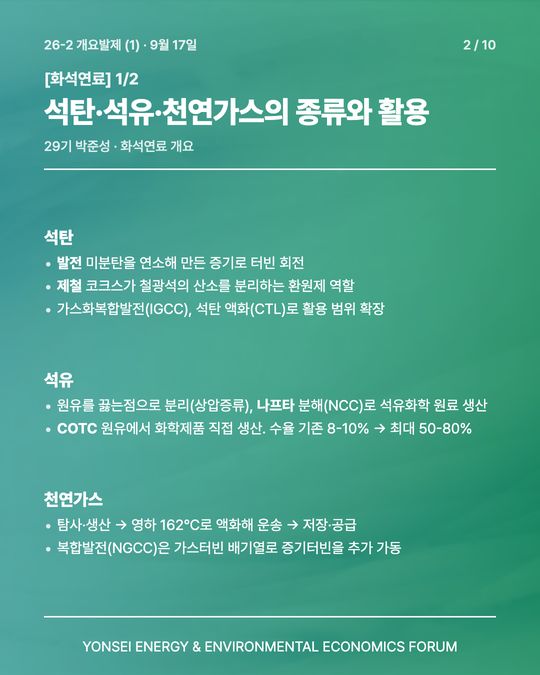 26-2 개요발제 (1) · 9월 17일
2 / 10
[화석연료] 1/2
석탄·석유·천연가스의 종류와 활용
29기 박준성 · 화석연료 개요
석탄
• 발전 미분탄을 연소해 만든 증기로 터빈 회전
• 제철 코크스가 철광석의 산소를 분리하는 환원제 역할
• 가스화복합발전(IGCC), 석탄 액화(CTL)로 활용 범위 확장
석유
• 원유를 끓는점으로 분리(상압증류), 나프타 분해(NCC)로 석유화학 원료 생산
• COTC 원유에서 화학제품 직접 생산. 수율 기존 8-10% → 최대 50-80%
천연가스
• 탐사·생산 → 영하 162°C로 액화해 운송 → 저장·공급
• 복합발전(NGCC)은 가스터빈 배기열로 증기터빈을 추가 가동
YONSEI ENERGY & ENVIRONMENTAL ECONOMICS FORUM